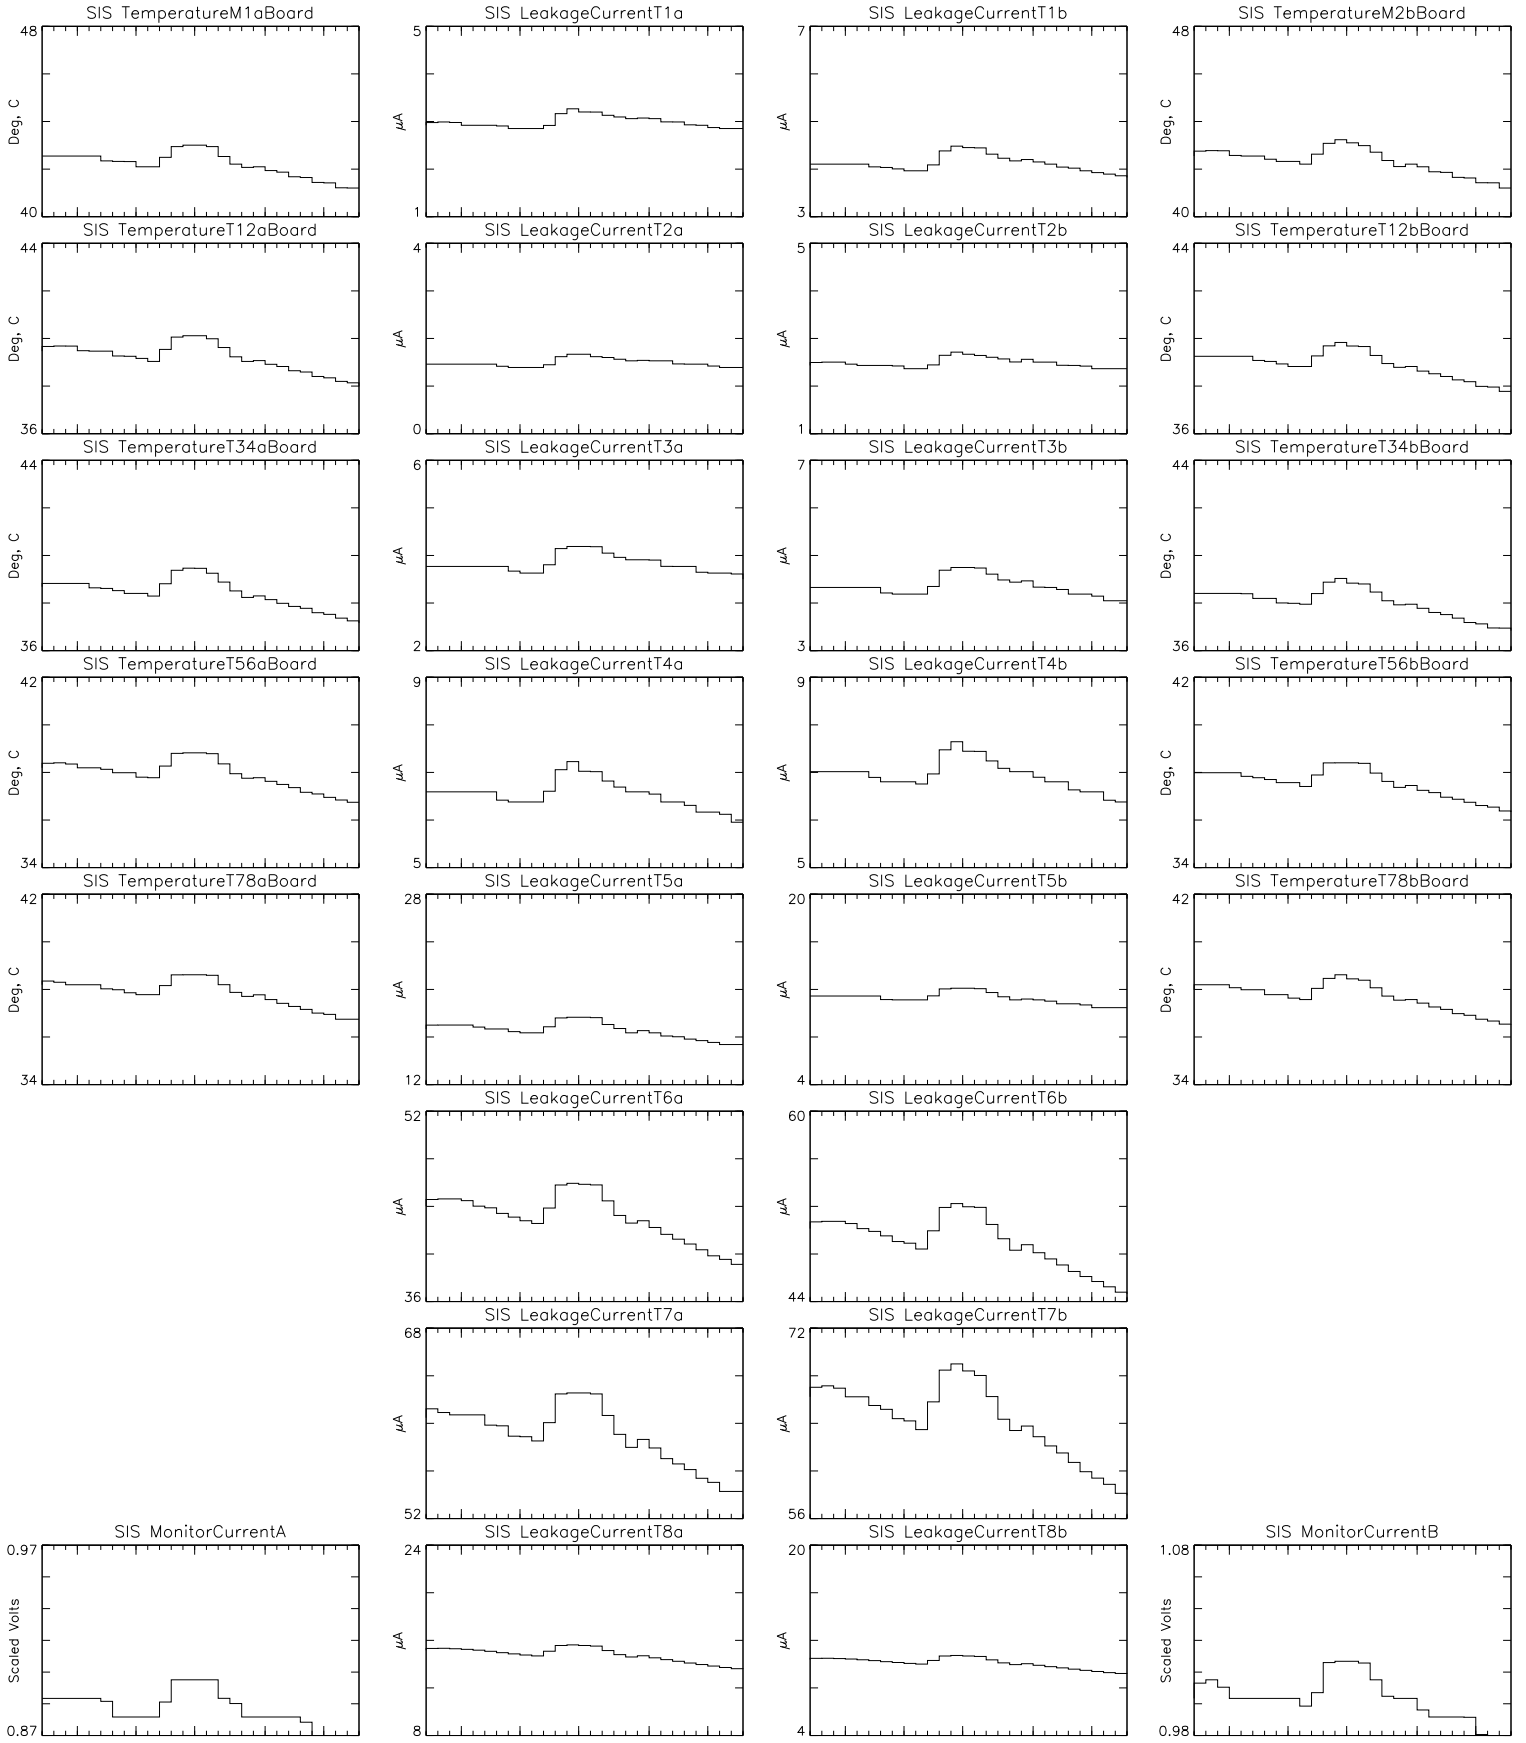 SIS TemperatureM1aBoard SIS LeakageCurrentT1a SIS LeakageCurrentT1b SIS TemperatureM2bBoard
48 5 7 48
Deg, C μA μA Deg, C
40 1 3 40
SIS TemperatureT12aBoard SIS LeakageCurrentT2a SIS LeakageCurrentT2b SIS TemperatureT12bBoard
44 4 5 44
Deg, C μA μA Deg, C
36 0 1 36
SIS TemperatureT34aBoard SIS LeakageCurrentT3a SIS LeakageCurrentT3b SIS TemperatureT34bBoard
44 6 7 44
Deg, C μA μA Deg, C
36 2 3 36
SIS TemperatureT56aBoard SIS LeakageCurrentT4a SIS LeakageCurrentT4b SIS TemperatureT56bBoard
42 9 9 42
Deg, C μA μA Deg, C
34 5 5 34
SIS TemperatureT78aBoard SIS LeakageCurrentT5a SIS LeakageCurrentT5b SIS TemperatureT78bBoard
42 28 20 42
Deg, C μA μA Deg, C
34 12 4 34
SIS LeakageCurrentT6a SIS LeakageCurrentT6b
52 60
μA μA
36 44
SIS LeakageCurrentT7a SIS LeakageCurrentT7b
68 72
μA μA
52 56
SIS MonitorCurrentA SIS LeakageCurrentT8a SIS LeakageCurrentT8b SIS MonitorCurrentB
0.97 24 20 1.08
Scaled Volts μA μA Scaled Volts
0.87 8 4 0.98